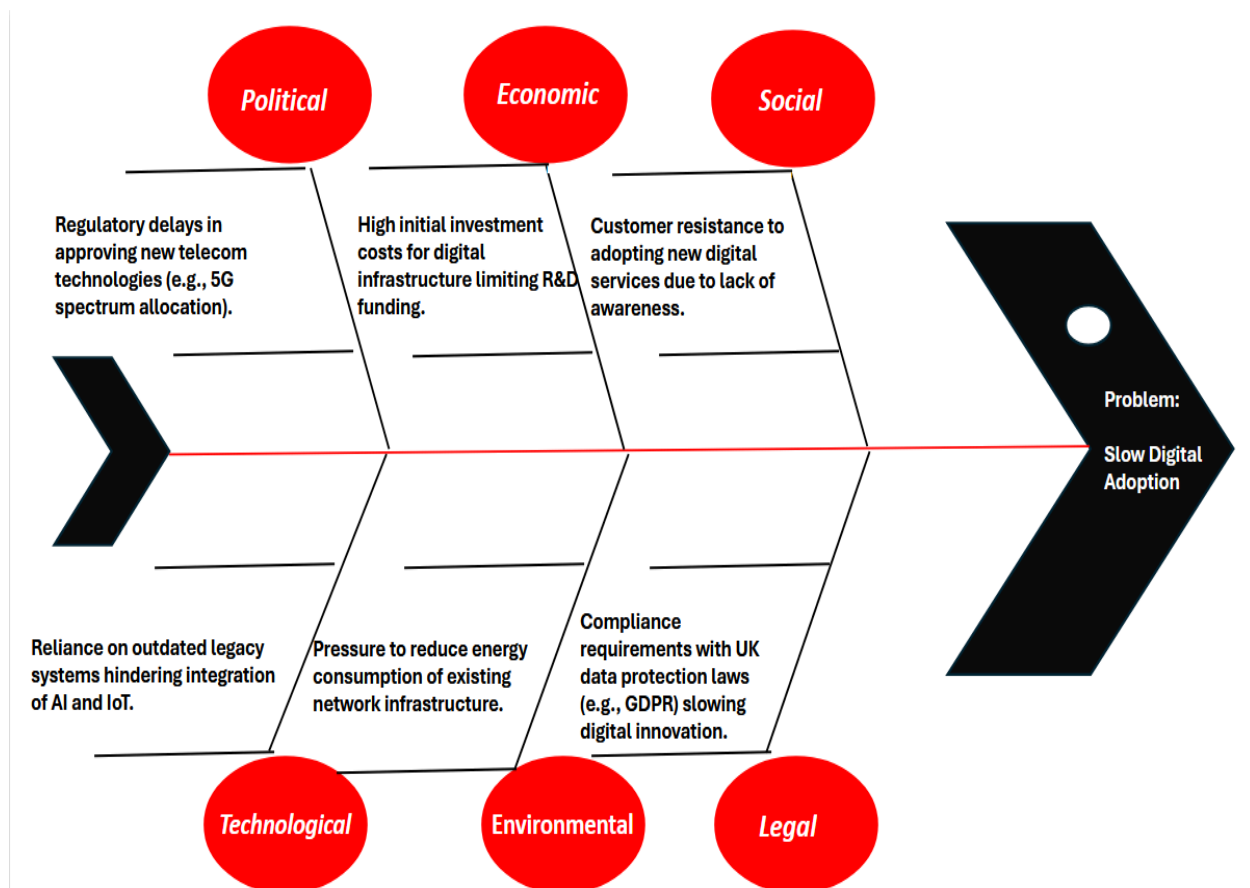 Political
Economic
Social
Regulatory delays in
approving new telecom
technologies (e.g., 5G
spectrum allocation).
High initial investment
costs for digital
infrastructure limiting R&D
funding.
Customer resistance to
adopting new digital
services due to lack of
awareness.
Problem:
Slow Digital
Adoption
Reliance on outdated legacy
systems hindering integration
of AI and IoT.
Pressure to reduce energy
consumption of existing
network infrastructure.
Compliance
requirements with UK
data protection laws
(e.g., GDPR) slowing
digital innovation.
Technological
Environmental
Legal